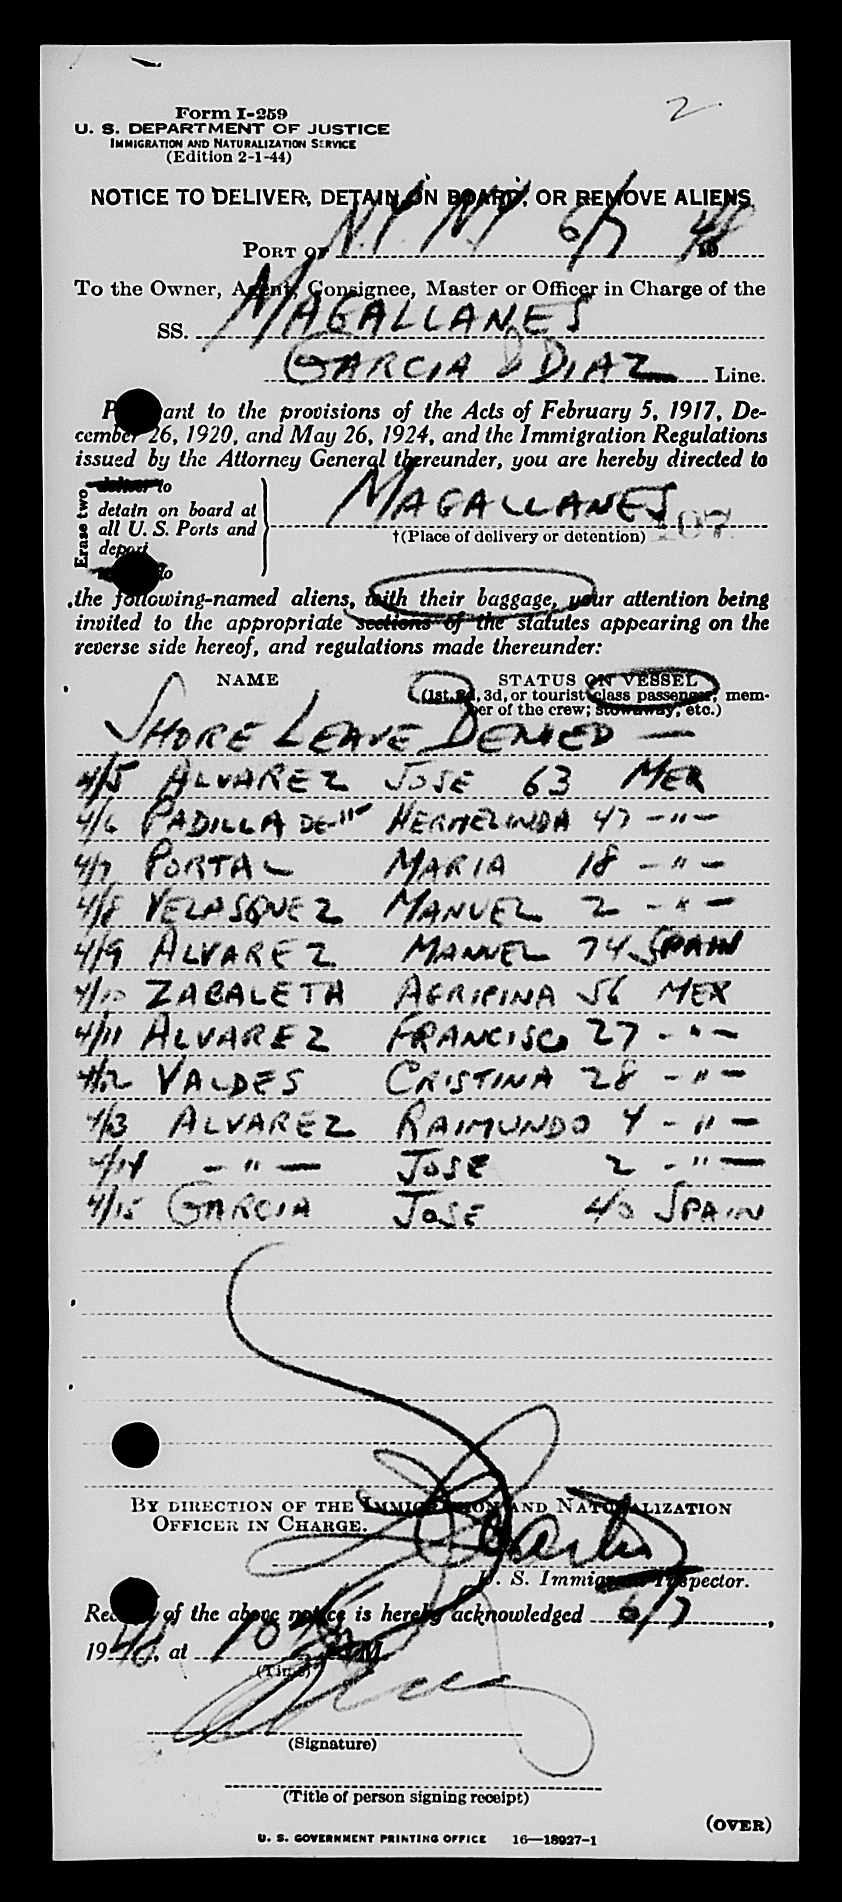 2
Form I-259
U. S. DEPARTMENT OF JUSTICE
IMMIGRATION AND NATURALIZATION SERVICE
(Edition 2-1-44)
NOTICE TO DELIVER, DETAIN ON BOARD, OR REMOVE ALIENS
PORT OF N.Y. N.Y 6/7 1948
To the Owner, Agent, Consignee, Master or Officer in Charge of the
SS. MAGALLANES
GARCIA & DIAZ Line.
Pursuant to the provisions of the Acts of February 5, 1917, De-
cember 26, 1920, and May 26, 1924, and the Immigration Regulations
issued by the Attorney General thereunder, you are hereby directed to
Erase two
deliver to
detain on board at
all U. S. Ports and
deport
MAGALLANES
107
†(Place of delivery or detention)
the following-named aliens, with their baggage, your attention being
invited to the appropriate sections of the statutes appearing on the
reverse side hereof, and regulations made thereunder:
NAME STATUS ON VESSEL
(1st, 2d, 3d, or tourist class passenger; mem-
ber of the crew; stowaway, etc.)
SHORE LEAVE DENIED —
4/5 ALVAREZ JOSE 63 MEX
4/6 PADILLA DE HERMELINDA 47 — " —
4/7 PORTAL MARIA 18 — " —
4/8 VELASQUEZ MANUEL 2 — " —
4/9 ALVAREZ MANUEL 74 SPAIN
4/10 ZABALETA AGRIPINA 56 MEX
4/11 ALVAREZ FRANCISCO 27 — " —
4/12 VALDES CRISTINA 28 — " —
4/13 ALVAREZ RAIMUNDO 4 — " —
4/14 — " — JOSE 2 — " —
4/15 GARCIA JOSE 40 SPAIN
BY DIRECTION OF THE IMMIGRATION AND NATURALIZATION
OFFICER IN CHARGE.
U. S. Immigrant Inspector.
Receipt of the above notice is hereby acknowledged 6/7,
1948, at 10 AM
(Time)
(Signature)
(Title of person signing receipt)
(OVER)
U. S. GOVERNMENT PRINTING OFFICE 16—18927-1